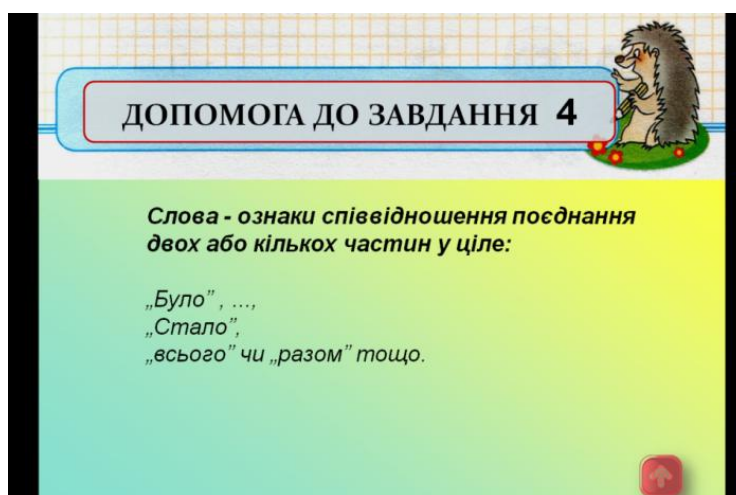 ДОПОМОГА ДО ЗАВДАННЯ 4
Слова - ознаки співвідношення поєднання
двох або кількох частин у ціле:
„Було” , ...,
„Стало”,
„всього” чи „разом” тощо.